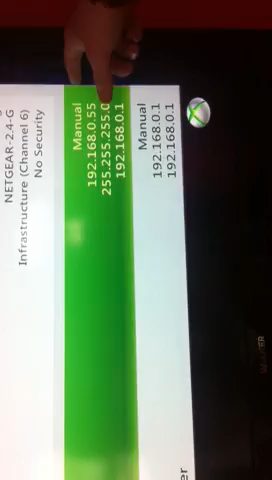 NETGEAR-2.4-G
Infrastructure (Channel 6)
No Security
Manual
192.168.0.55
255.255.255.0
192.168.0.1
Manual
192.168.0.1
192.168.0.1
er